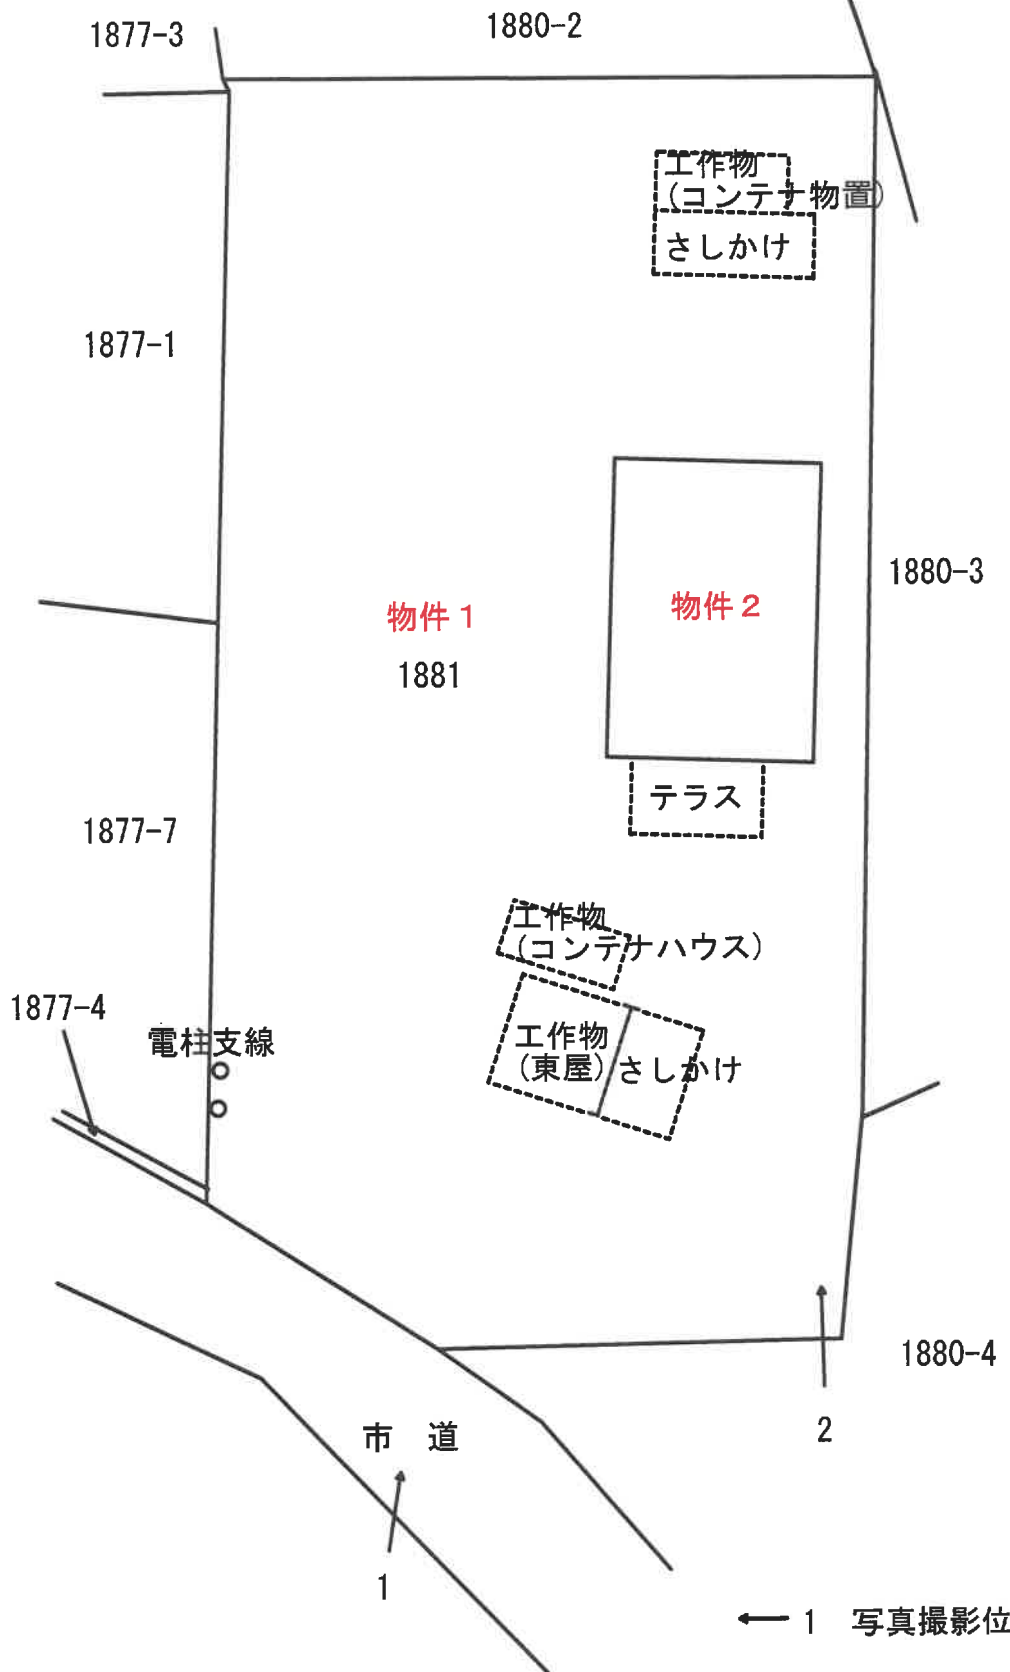 1877-3
1880-2
工作物
(コンテナ物置)
さしかけ
1877-1
1880-3
物件1
物件2
1881
テラス
1877-7
工作物
(コンテナハウス)
1877-4
電柱支線
工作物
(東屋)さしかけ
1880-4
2
市 道
1
← 1 写真撮影位